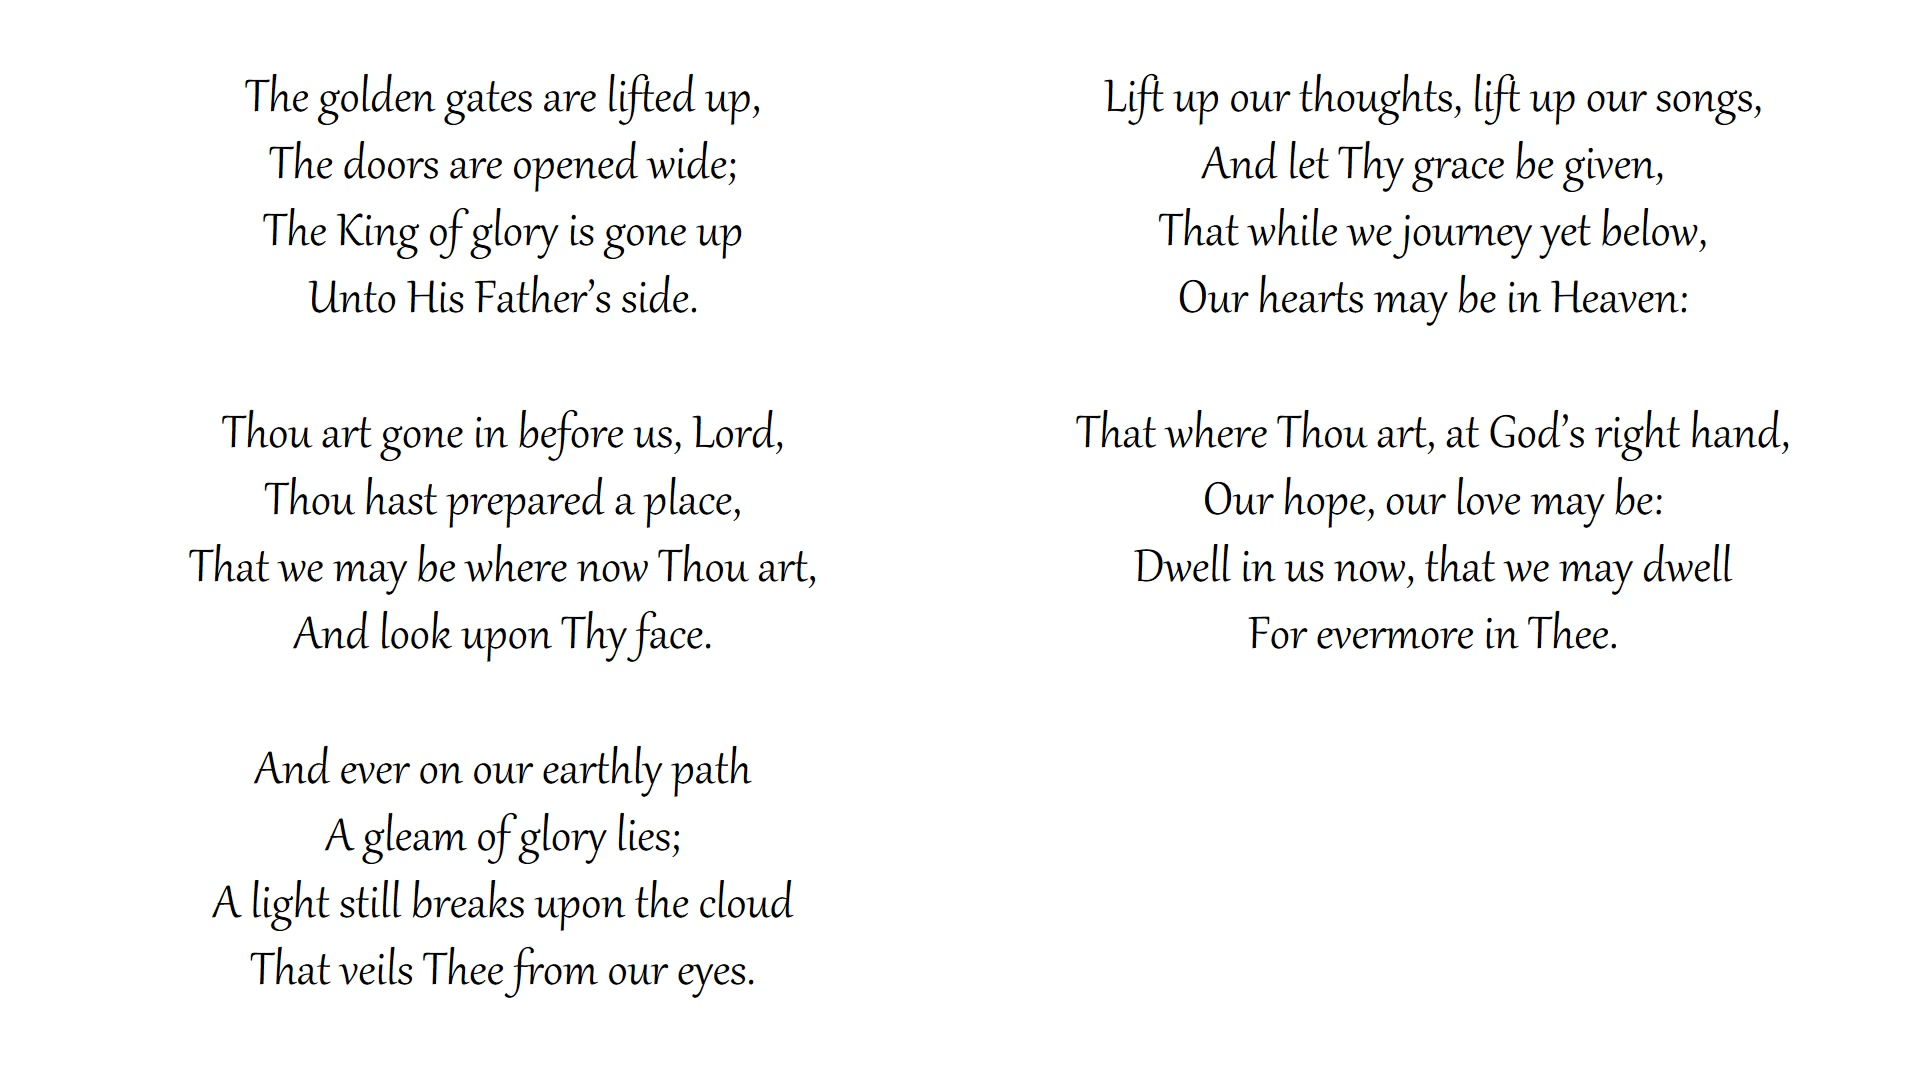 The golden gates are lifted up,
The doors are opened wide;
The King of glory is gone up
Unto His Father’s side.

Thou art gone in before us, Lord,
Thou hast prepared a place,
That we may be where now Thou art,
And look upon Thy face.

And ever on our earthly path
A gleam of glory lies;
A light still breaks upon the cloud
That veils Thee from our eyes.

Lift up our thoughts, lift up our songs,
And let Thy grace be given,
That while we journey yet below,
Our hearts may be in Heaven:

That where Thou art, at God’s right hand,
Our hope, our love may be:
Dwell in us now, that we may dwell
For evermore in Thee.